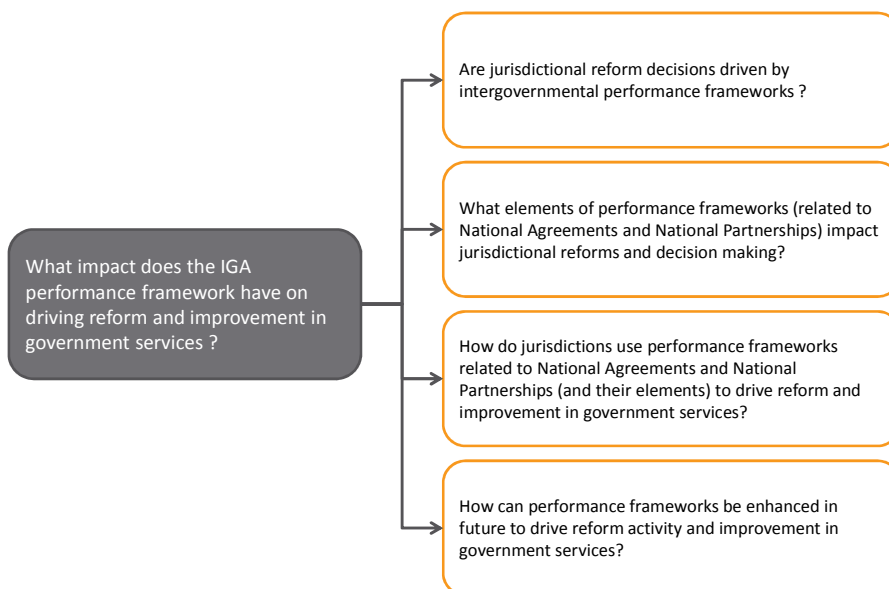 Are jurisdictional reform decisions driven by
intergovernmental performance frameworks ?
What elements of performance frameworks (related to
National Agreements and National Partnerships) impact
jurisdictional reforms and decision making?
What impact does the IGA
performance framework have on
driving reform and improvement in
government services ?
How do jurisdictions use performance frameworks
related to National Agreements and National
Partnerships (and their elements) to drive reform and
improvement in government services?
How can performance frameworks be enhanced in
future to drive reform activity and improvement in
government services?